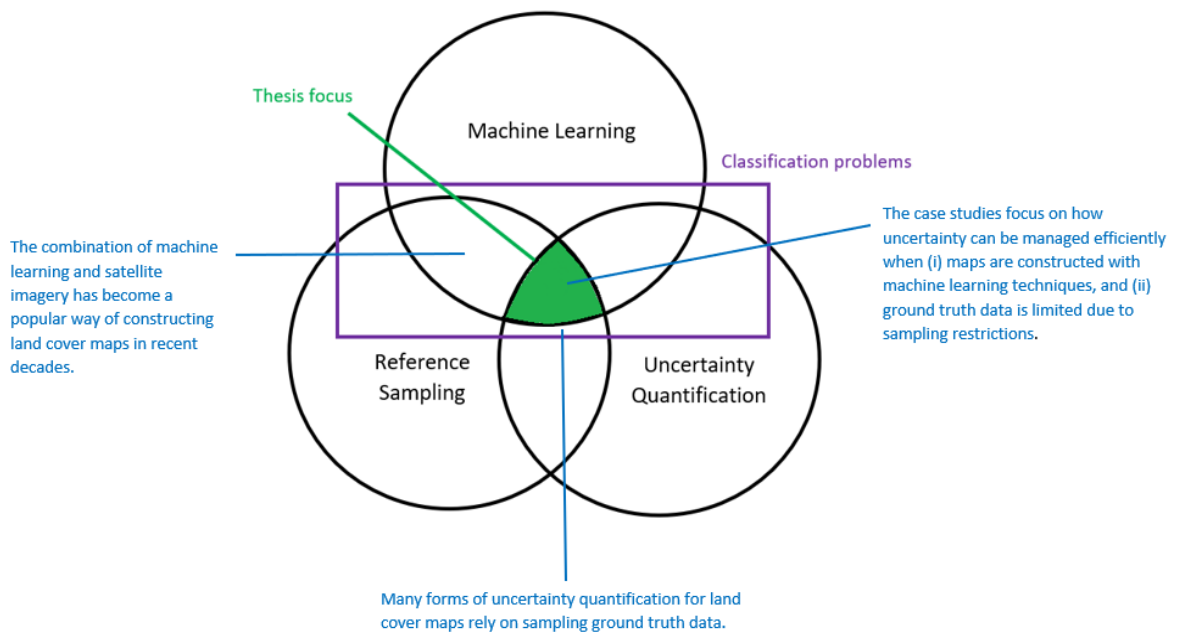 Thesis focus
Machine Learning
Classification problems
The combination of machine
learning and satellite
imagery has become a
popular way of constructing
land cover maps in recent
decades.
The case studies focus on how
uncertainty can be managed efficiently
when (i) maps are constructed with
machine learning techniques, and (ii)
ground truth data is limited due to
sampling restrictions.
Reference
Sampling
Uncertainty
Quantification
Many forms of uncertainty quantification for land
cover maps rely on sampling ground truth data.